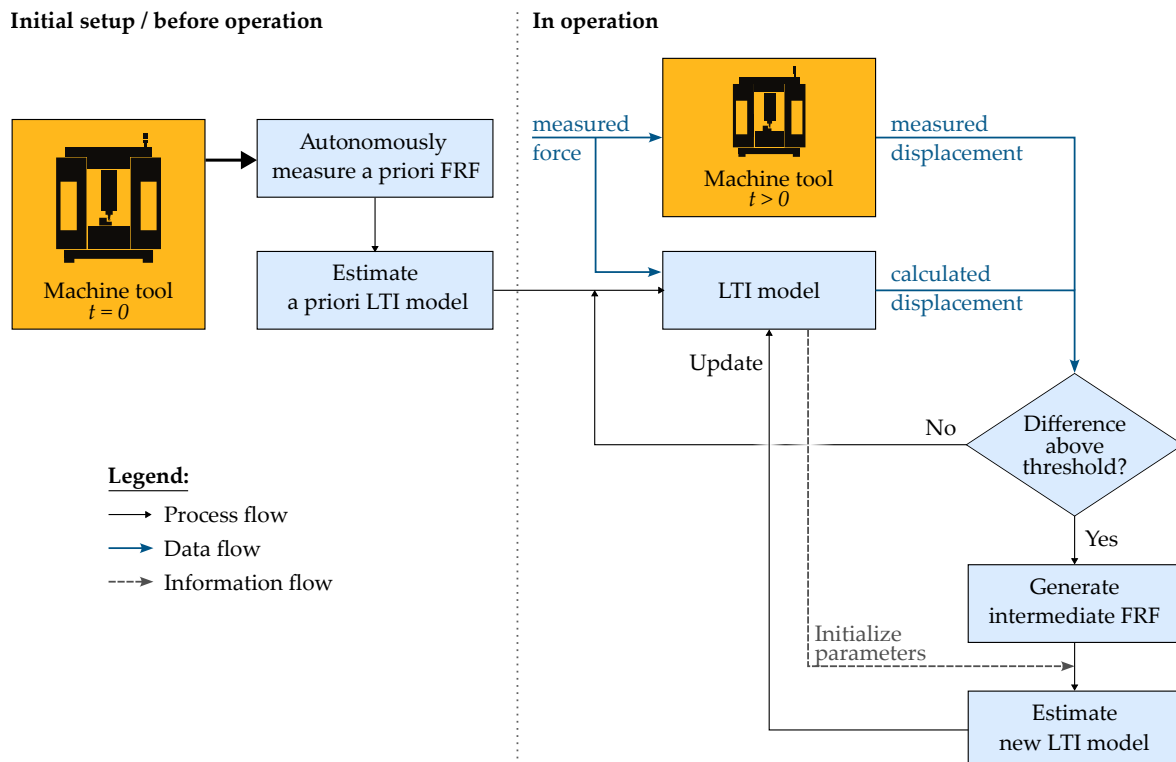 Initial setup / before operation
In operation
Machine tool
t = 0
Autonomously
measure a priori FRF
Estimate
a priori LTI model
measured
force
Machine tool
t > 0
measured
displacement
LTI model
calculated
displacement
Update
No
Difference
above
threshold?
Yes
Legend:
Process flow
Data flow
Information flow
Generate
intermediate FRF
Initialize
parameters
Estimate
new LTI model